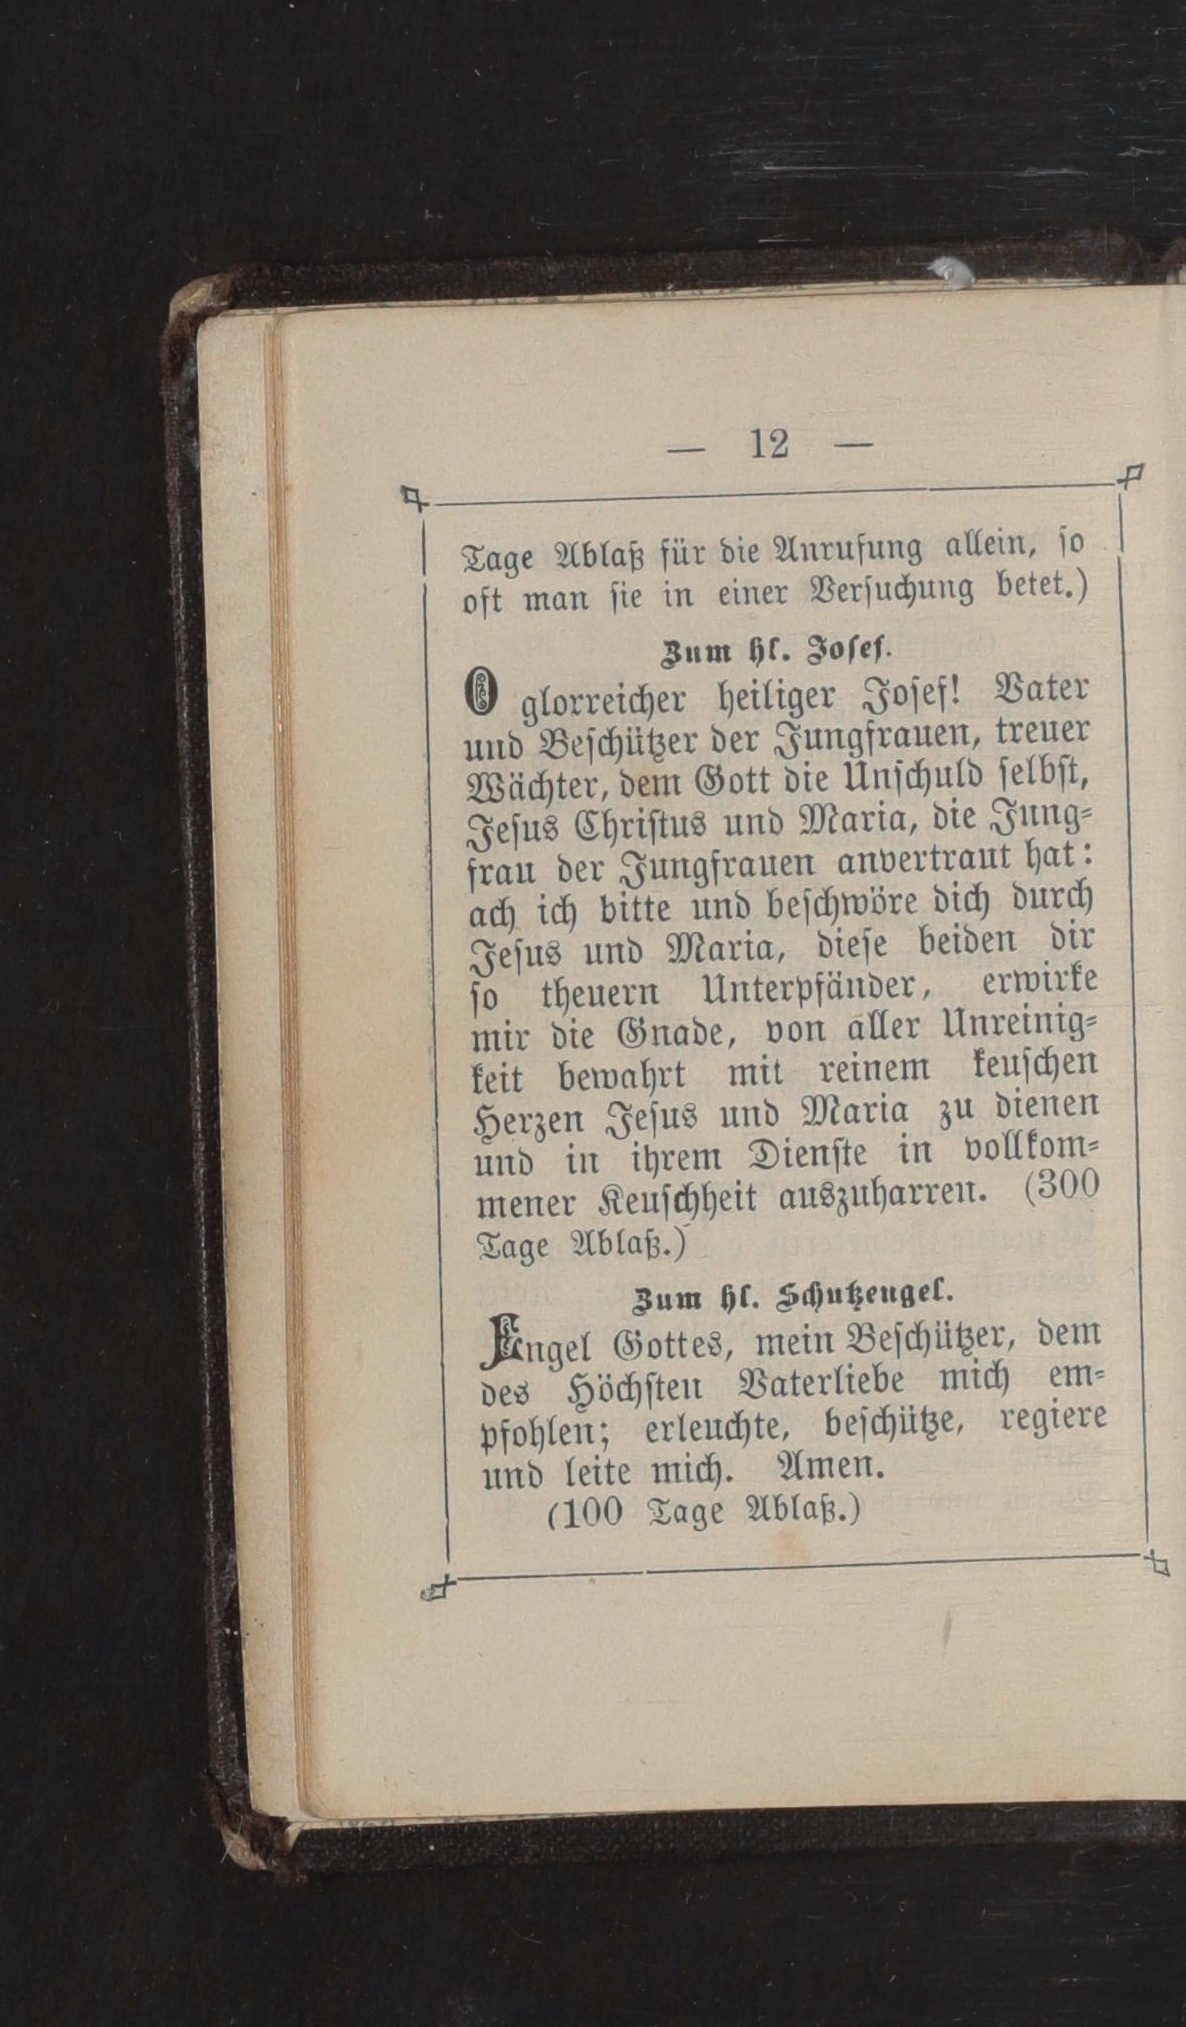 — 12 —
Tage Ablaß für die Anrufung allein, so
oft man sie in einer Versuchung betet.)
Zum hl. Josef.
O glorreicher heiliger Josef! Vater
und Beschützer der Jungfrauen, treuer
Wächter, dem Gott die Unschuld selbst,
Jesus Christus und Maria, die Jung-
frau der Jungfrauen anvertraut hat:
ach ich bitte und beschwöre dich durch
Jesus und Maria, diese beiden dir
so theuern Unterpfänder, erwirke
mir die Gnade, von aller Unreinig-
keit bewahrt mit reinem keuschen
Herzen Jesus und Maria zu dienen
und in ihrem Dienste in vollkom-
mener Keuschheit auszuharren. (300
Tage Ablaß.)
Zum hl. Schutzengel.
Engel Gottes, mein Beschützer, dem
des Höchsten Vaterliebe mich em-
pfohlen; erleuchte, beschütze, regiere
und leite mich. Amen.
(100 Tage Ablaß.)